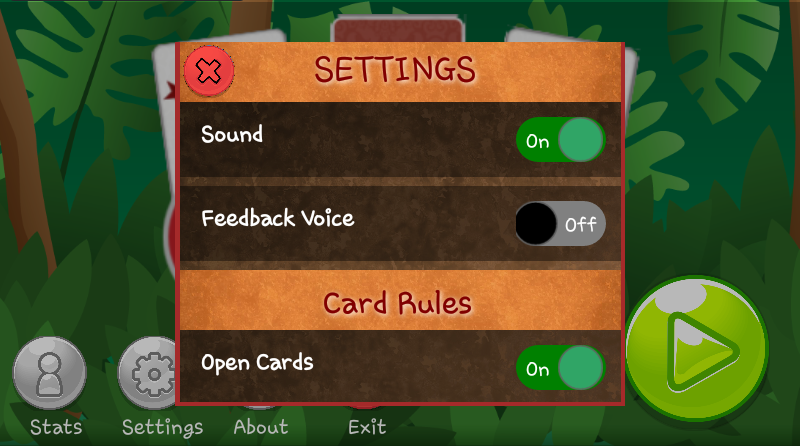 SETTINGS
Sound
On
Feedback Voice
Off
Card Rules
Open Cards
On
Stats
Settings
About
Exit